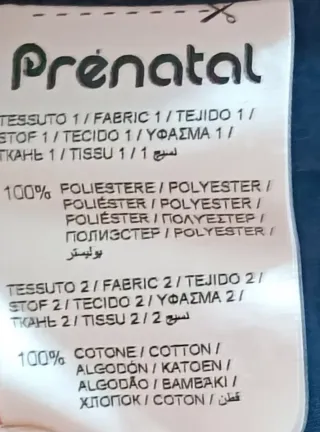 Prénatal
TESSUTO 1 / FABRIC 1 / TEJIDO 1 /
STOF 1 / TECIDO 1 / ΥΦΑΣΜΑ 1 /
ТКАНЬ 1 / TISSU 1 / 1 نسيج
100% POLIESTERE / POLYESTER /
POLIÉSTER / POLYESTER /
POLIÉSTER / ΠΟΛΥΕΣΤΕΡ /
ПОЛИЭСТЕР / POLYESTER /
بوليستر
TESSUTO 2 / FABRIC 2 / TEJIDO 2 /
STOF 2 / TECIDO 2 / ΥΦΑΣΜΑ 2 /
ТКАНЬ 2 / TISSU 2 / 2 نسيج
100% COTONE / COTTON /
ALGODÓN / KATOEN /
ALGODÃO / ΒΑΜΒΑΚΙ /
ХЛОПОК / COTON / قطن